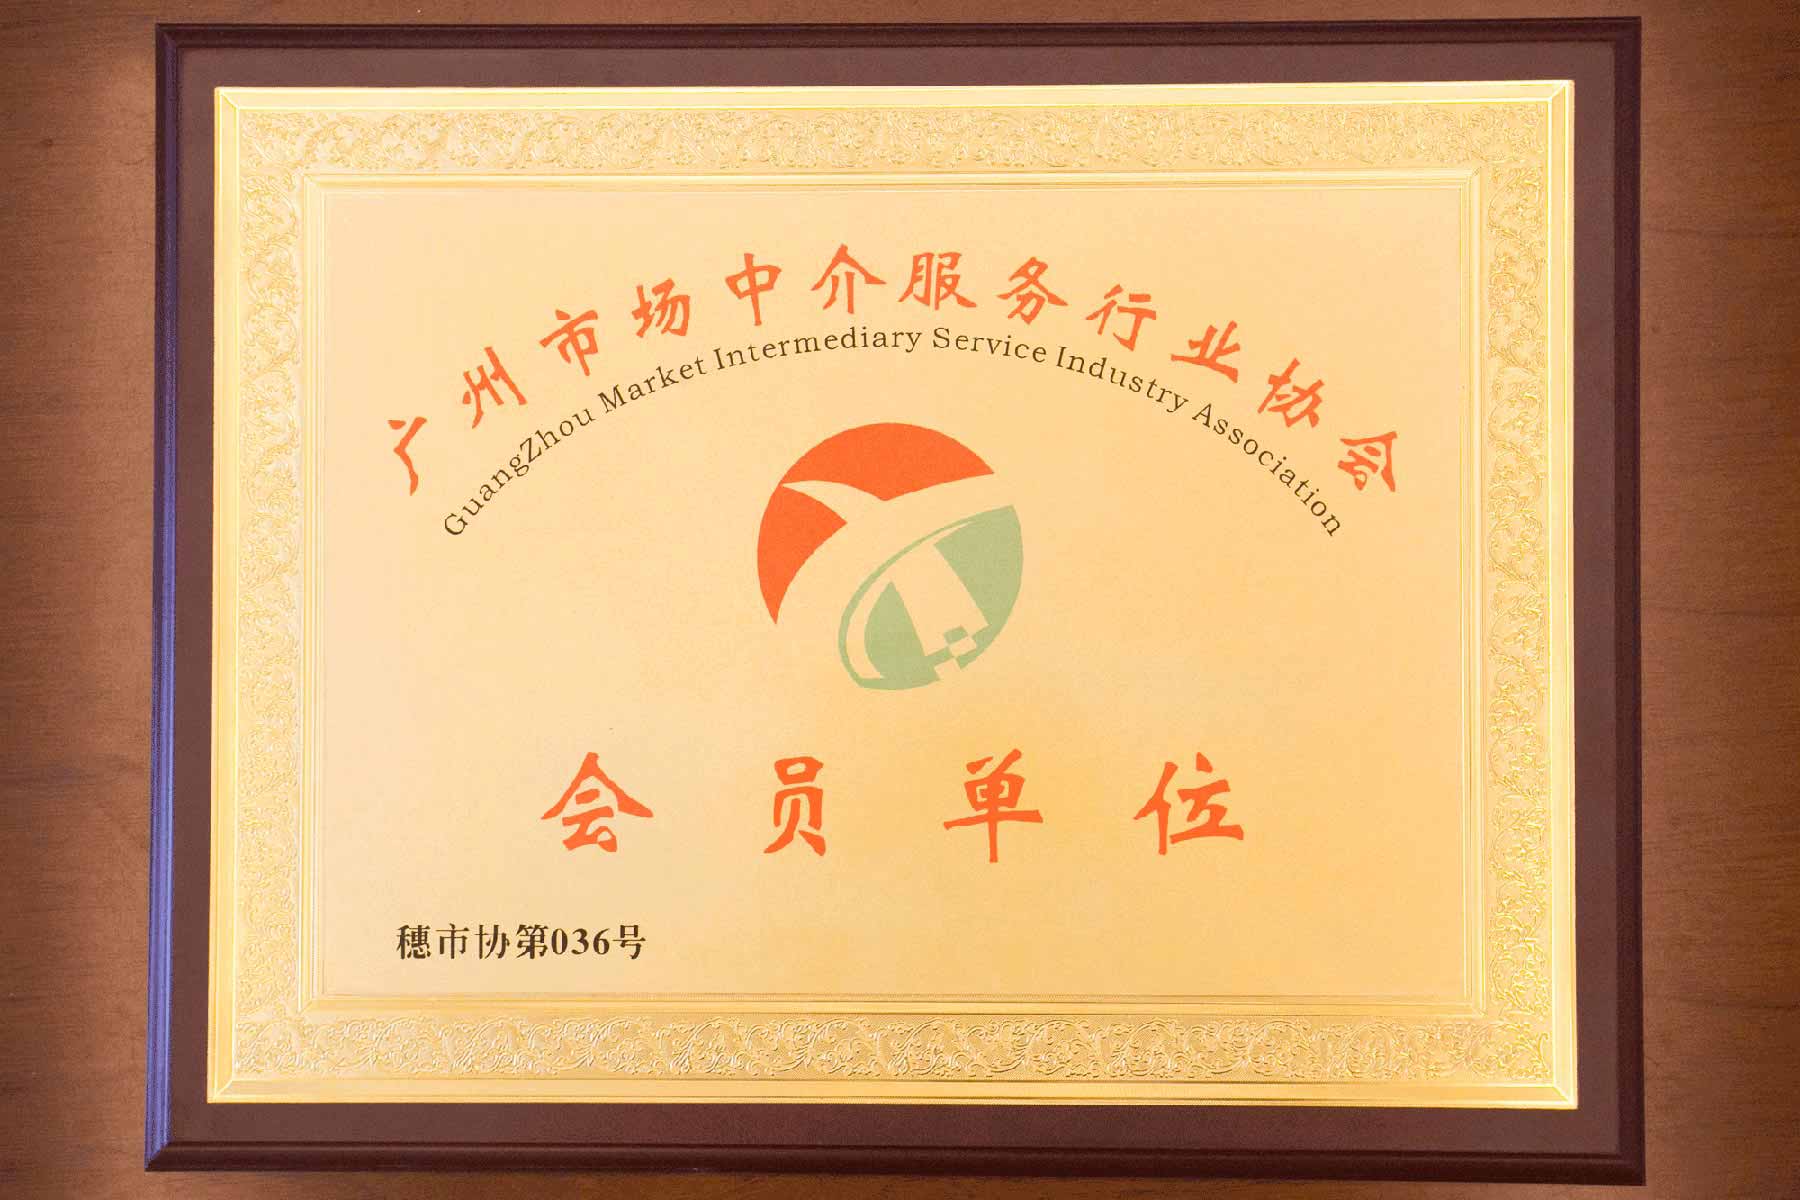 广州市场中介服务行业协会
GuangZhou Market Intermediary Service Industry Association
会员单位
穗市协第036号